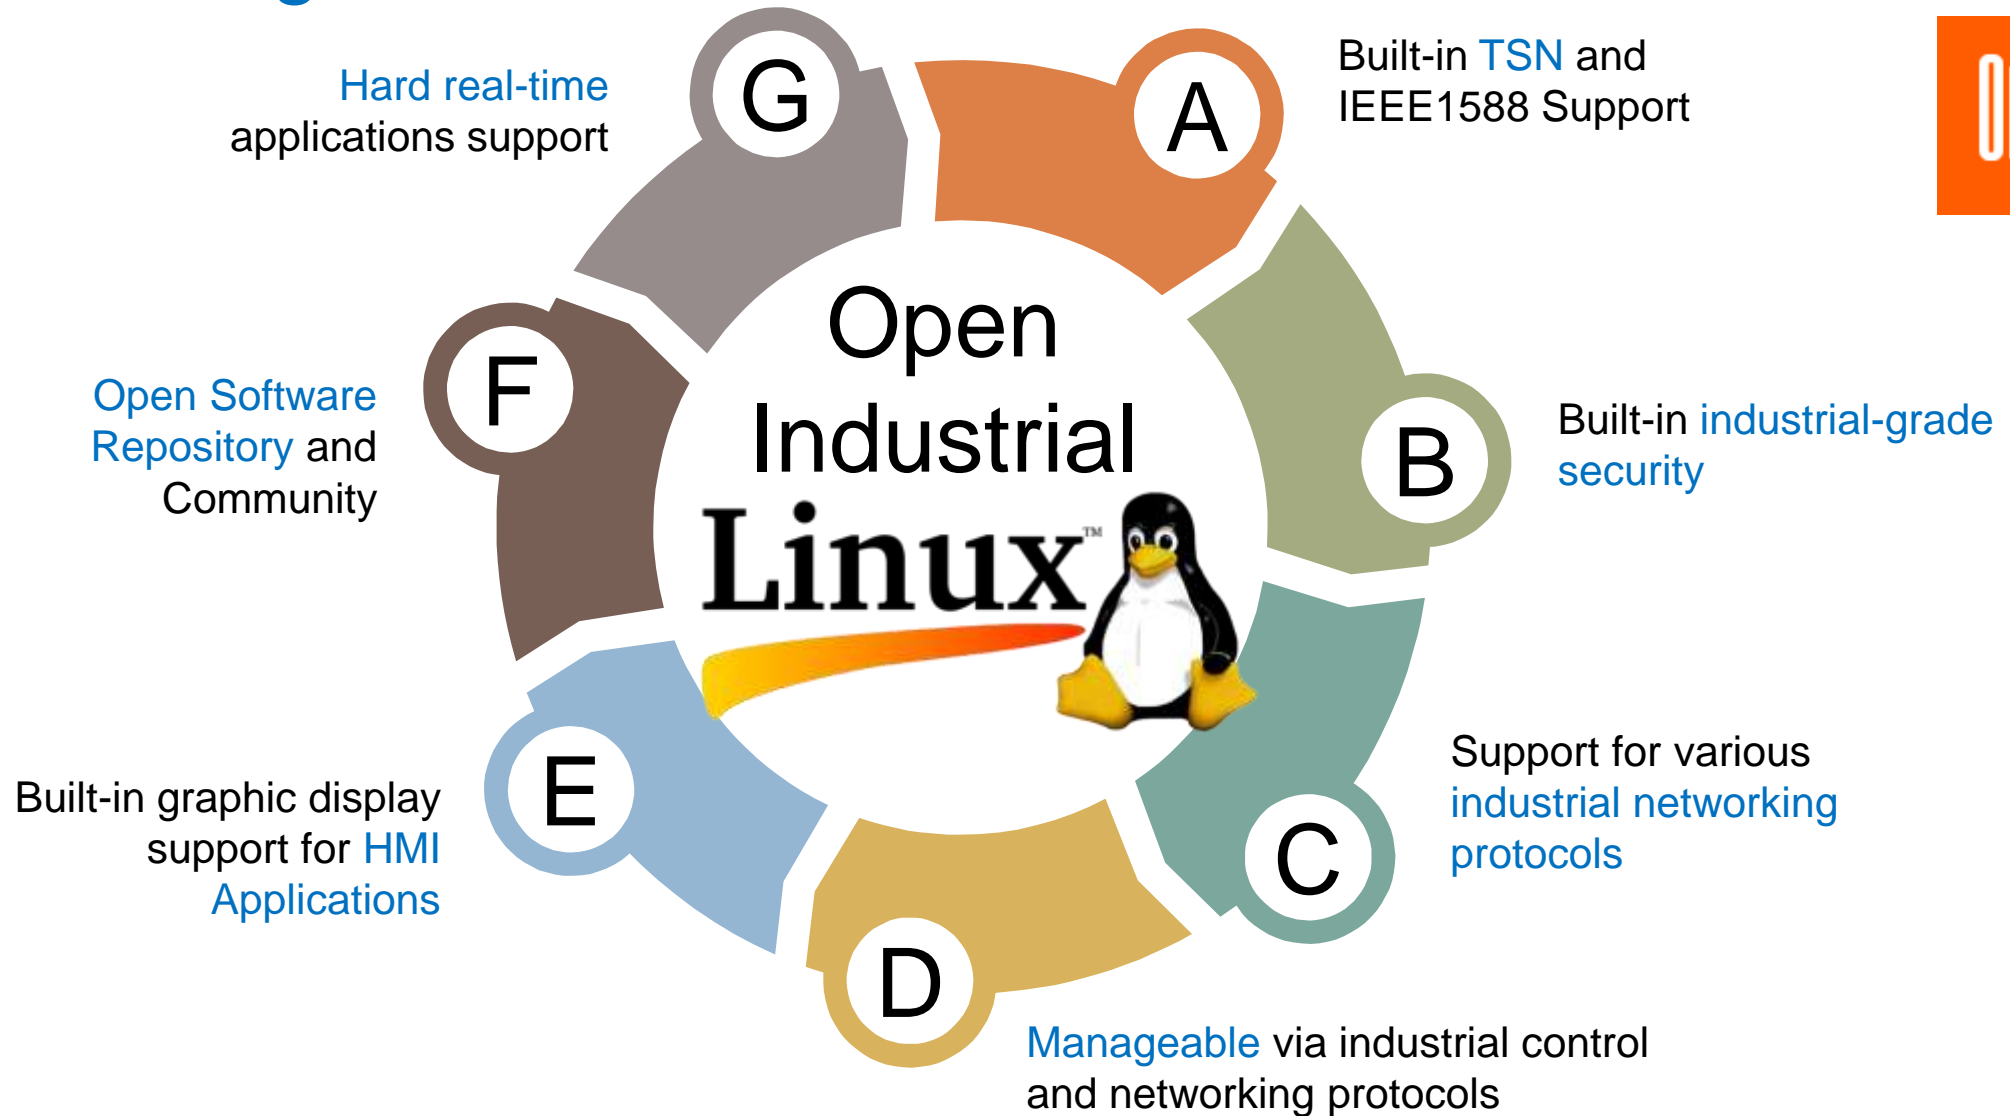 G
Hard real-time
applications support
A
Built-in TSN and
IEEE1588 Support
Open
Industrial
Linux™
F
Open Software
Repository and
Community
B
Built-in industrial-grade
security
E
Built-in graphic display
support for HMI
Applications
C
Support for various
industrial networking
protocols
D
Manageable via industrial control
and networking protocols